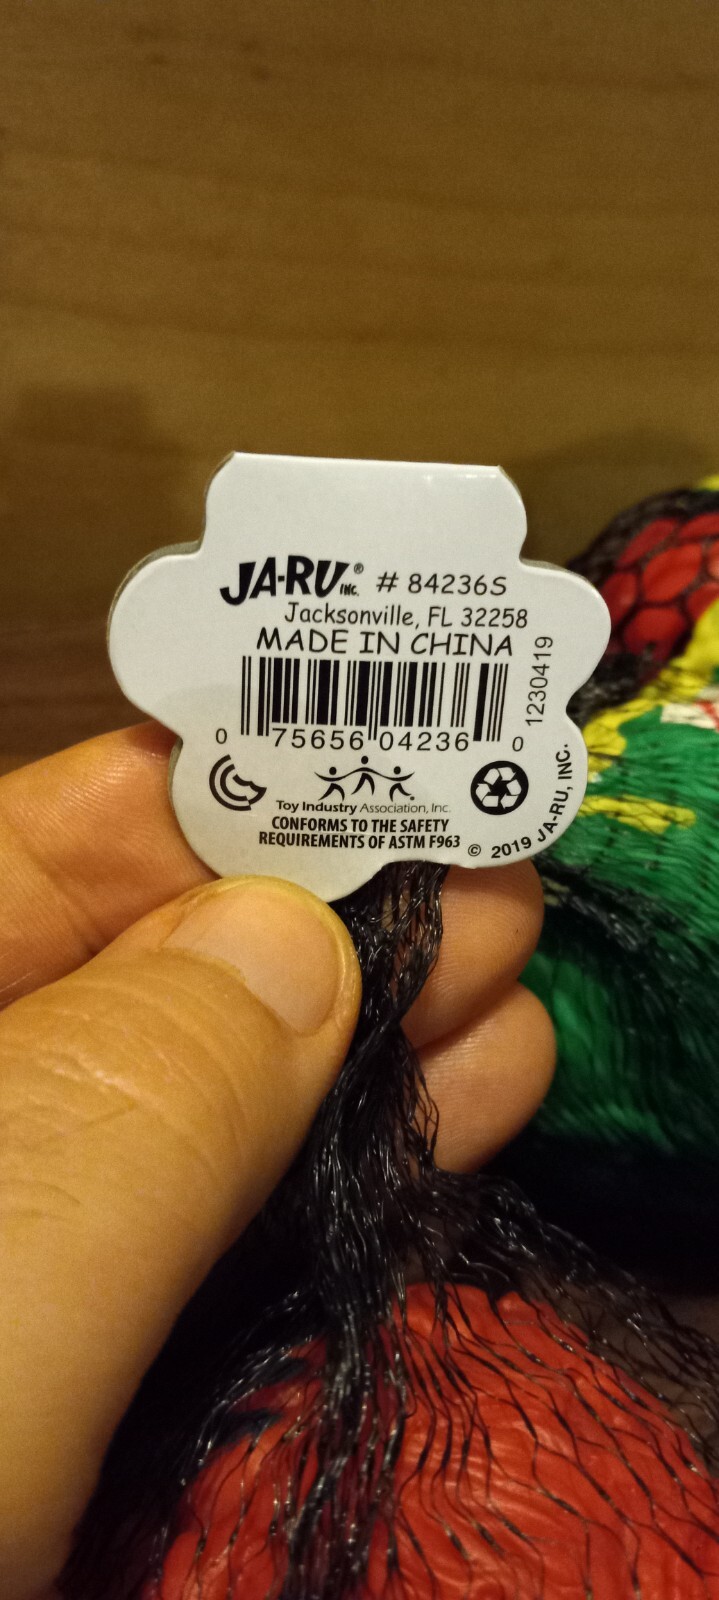 JA-RU® INC. # 84236S
Jacksonville, FL 32258
MADE IN CHINA
1230419
0 75656 04236 0
Toy Industry Association, Inc.
CONFORMS TO THE SAFETY
REQUIREMENTS OF ASTM F963
© 2019 JA-RU, INC.